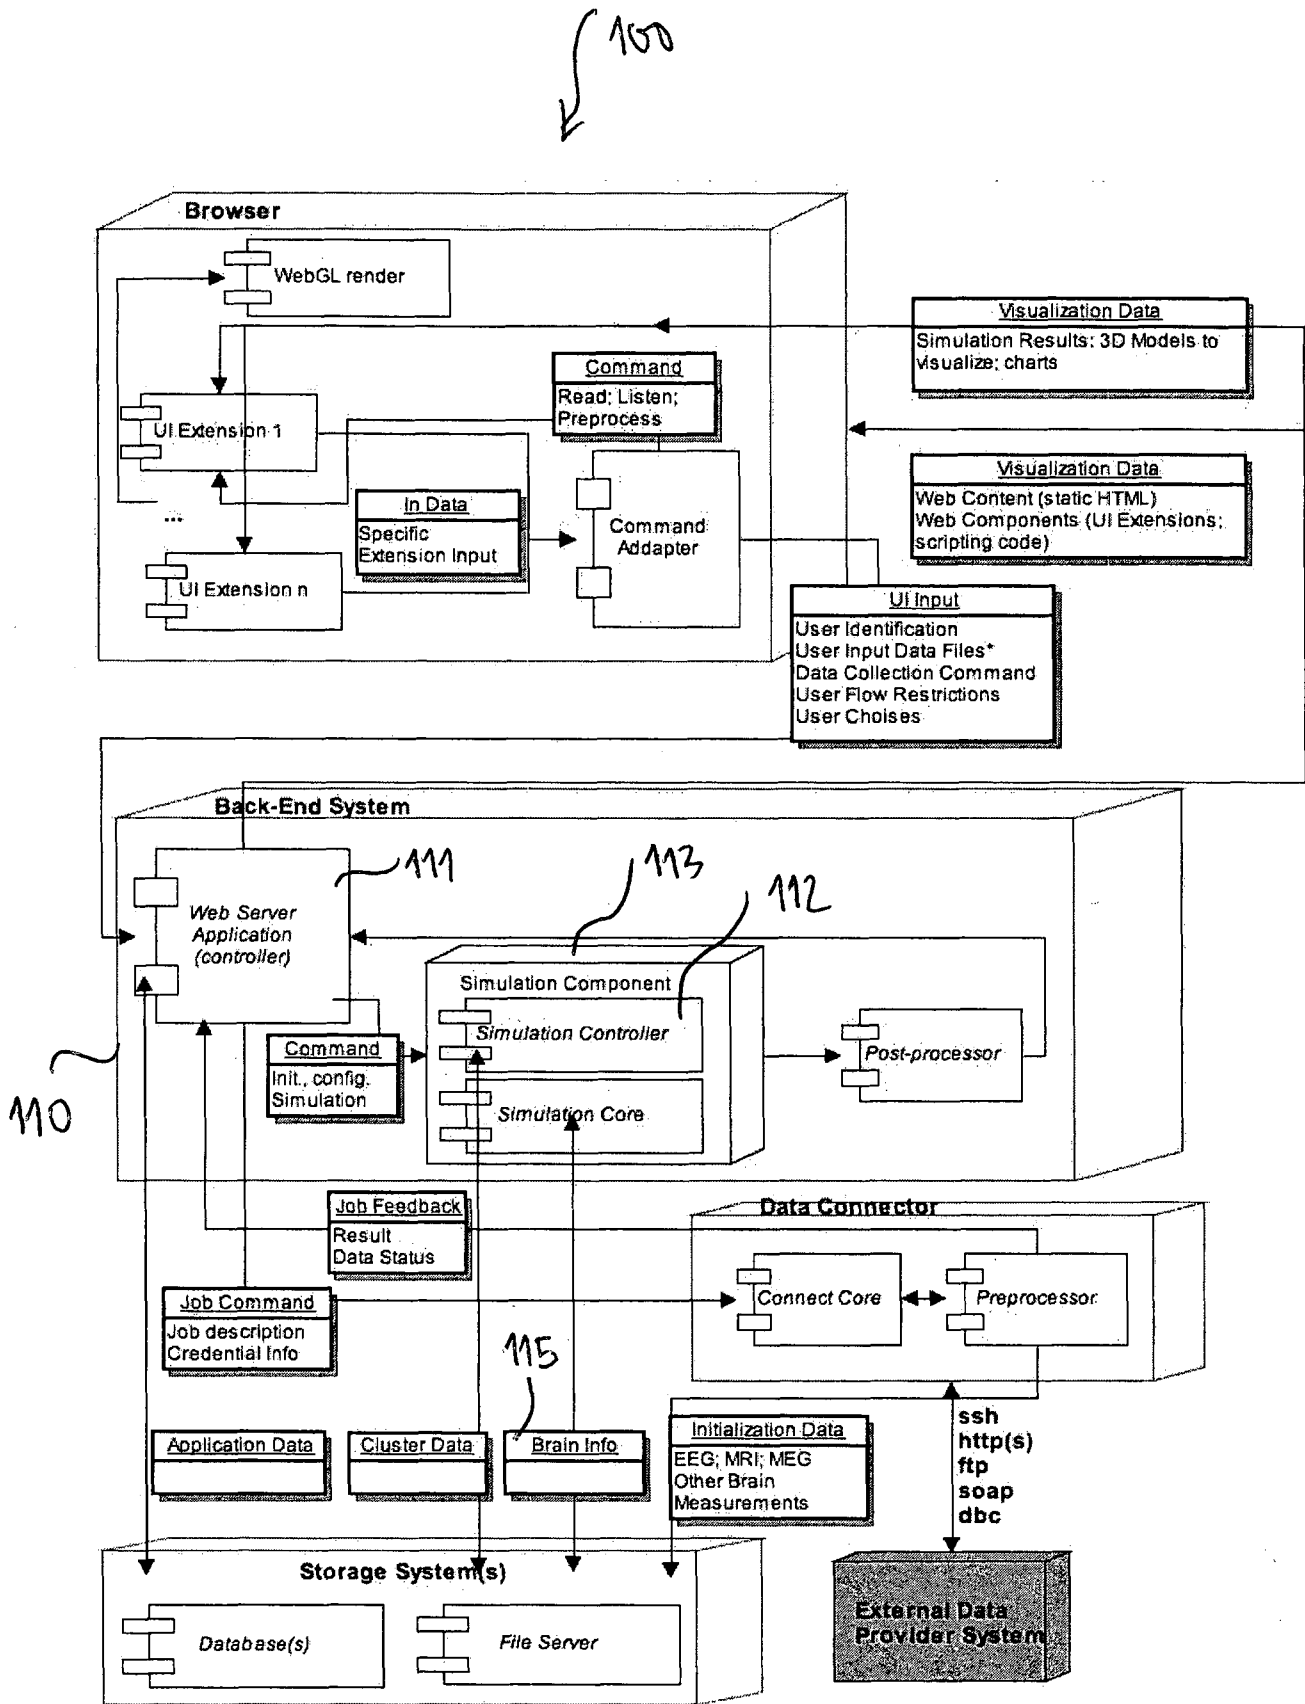 100
Browser
WebGL render
Visualization Data
Simulation Results: 3D Models to
visualize; charts
Command
Read; Listen;
Preprocess
UI Extension 1
Visualization Data
Web Content (static HTML)
Web Components (UI Extensions;
scripting code)
In Data
Specific
Extension Input
Command
Addapter
...
UI Extension n
UI Input
User Identification
User Input Data Files*
Data Collection Command
User Flow Restrictions
User Choises
Back-End System
111
113
112
Web Server
Application
(controller)
Simulation Component
Simulation Controller
Command
Init., config.
Simulation
Post-processor
Simulation Core
110
Job Feedback
Result
Data Status
Data Connector
Connect Core
Preprocessor
Job Command
Job description
Credential Info
115
Application Data
Cluster Data
Brain Info
Initialization Data
EEG; MRI; MEG
Other Brain
Measurements
ssh
http(s)
ftp
soap
dbc
Storage System(s)
Database(s)
File Server
External Data
Provider System